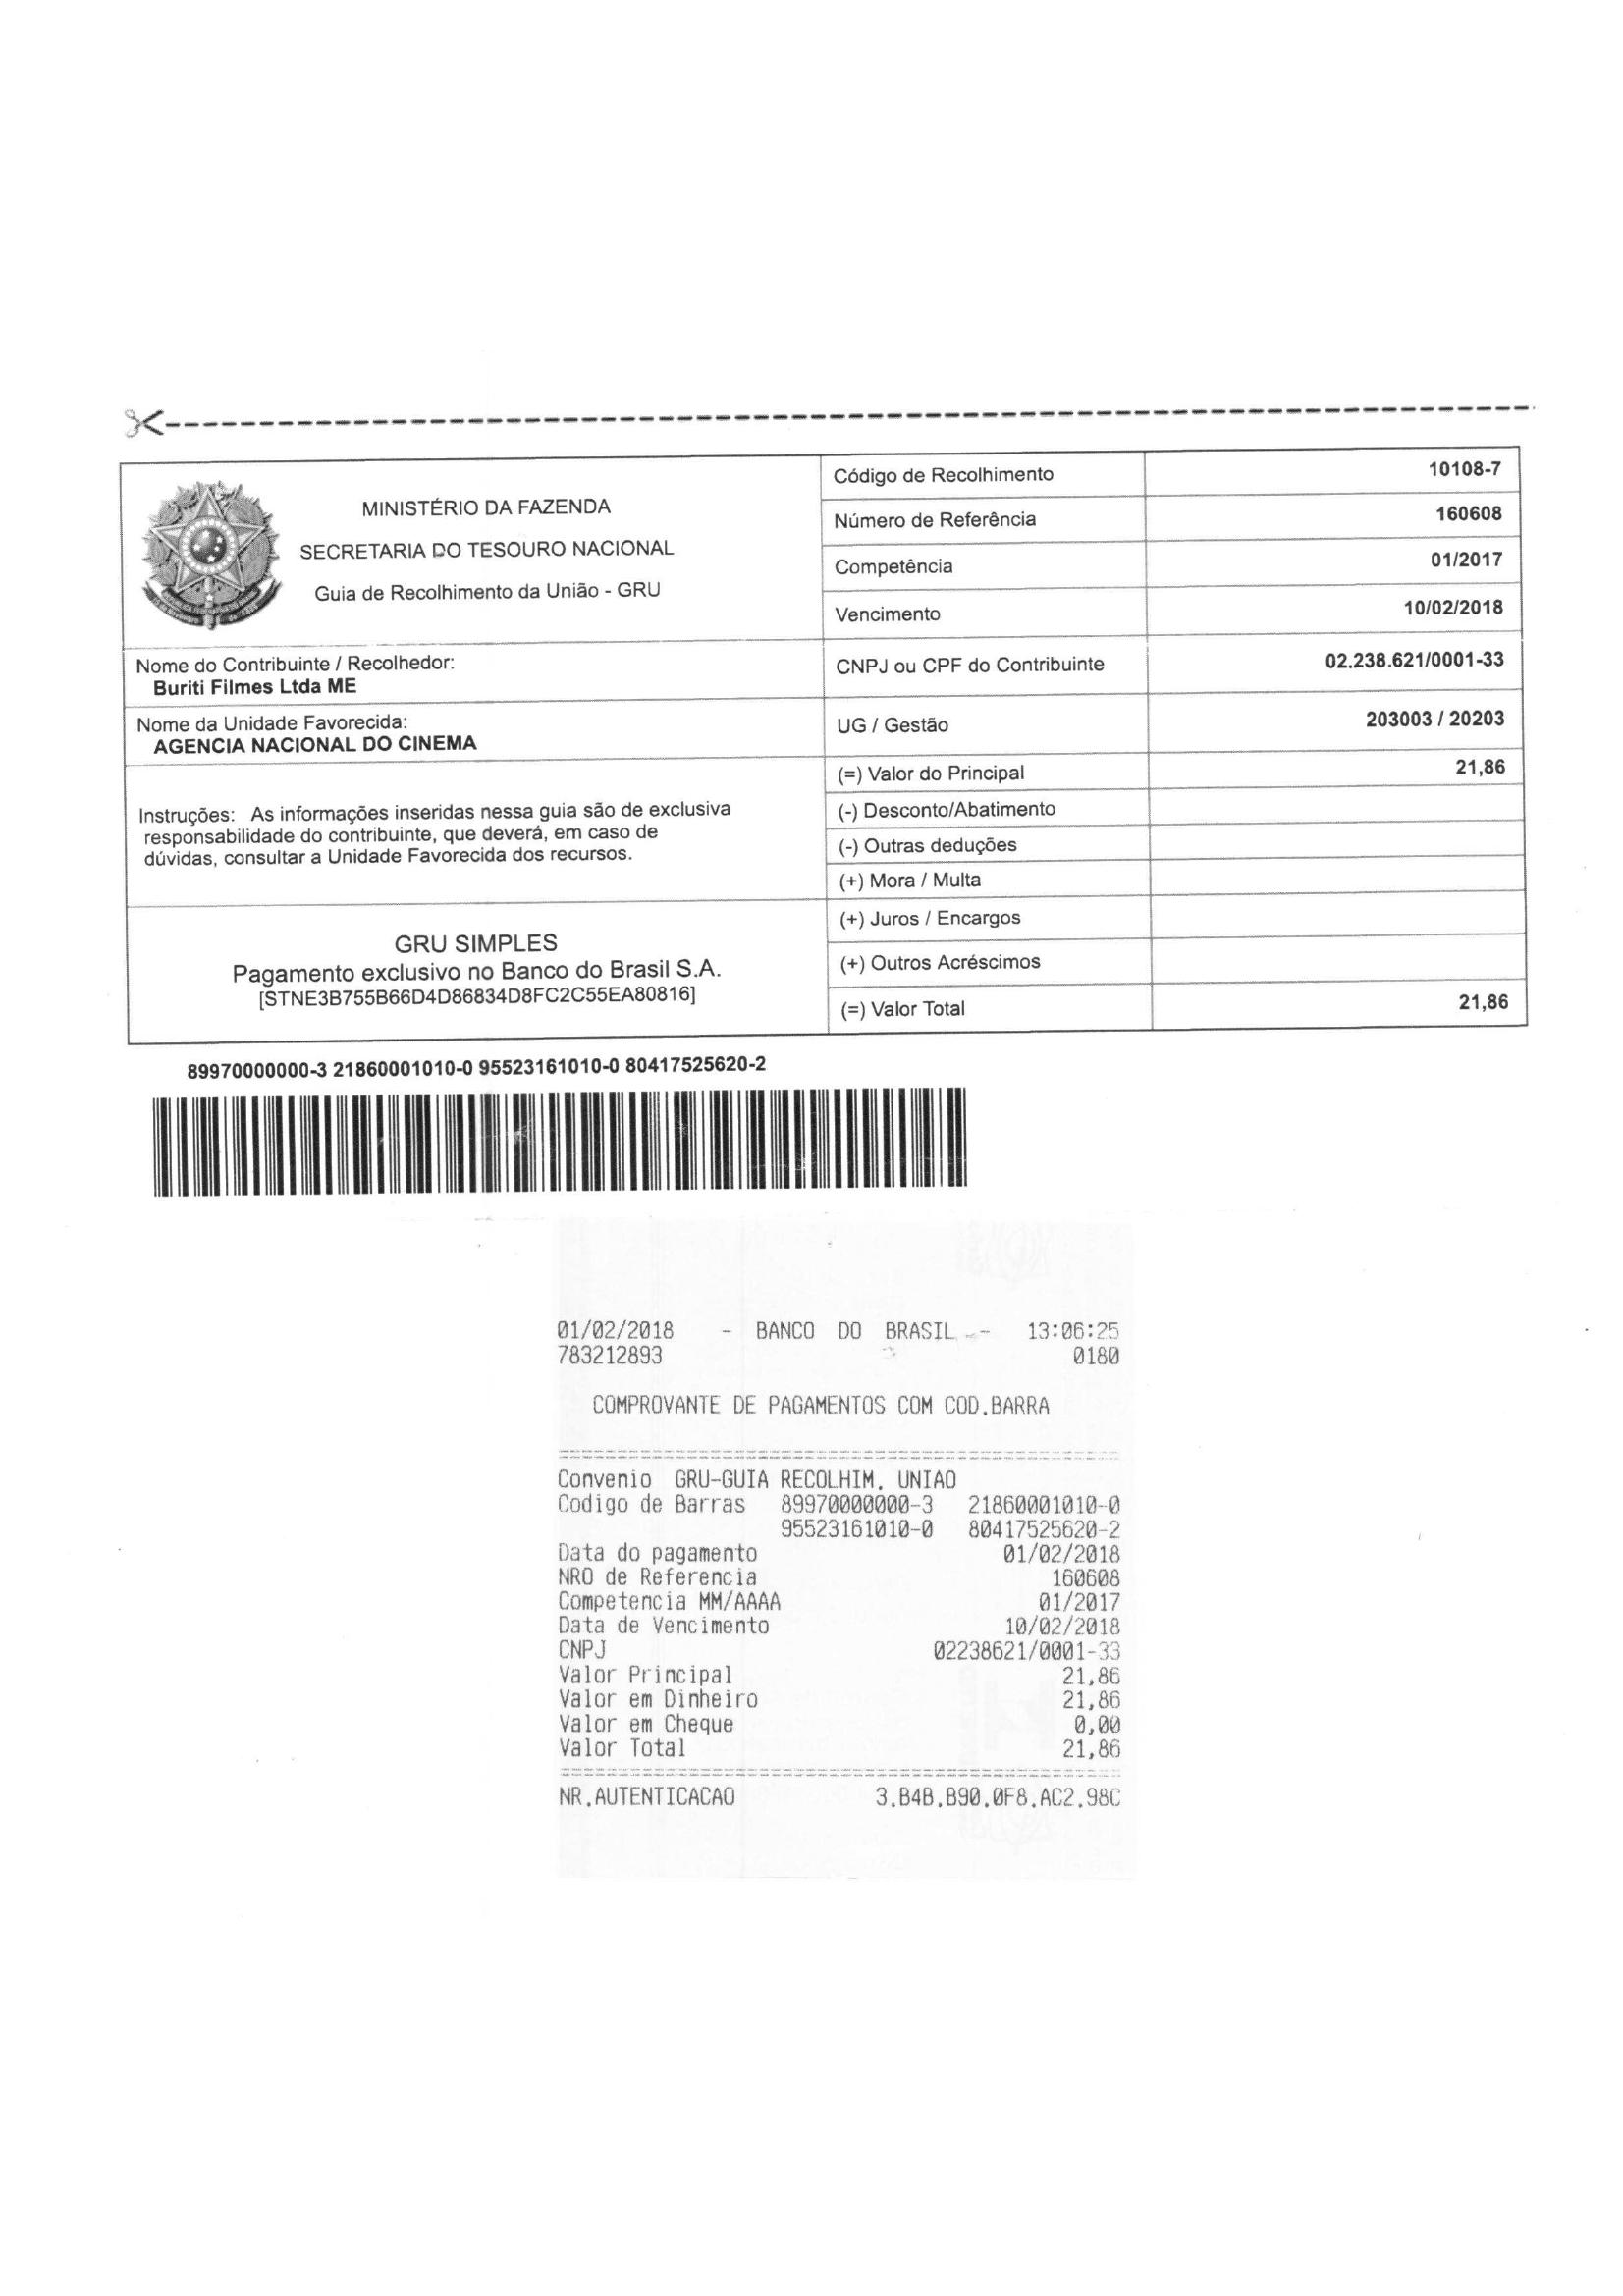 MINISTÉRIO DA FAZENDA
SECRETARIA DO TESOURO NACIONAL
Guia de Recolhimento da União - GRU
Código de Recolhimento 10108-7
Número de Referência 160608
Competência 01/2017
Vencimento 10/02/2018
Nome do Contribuinte / Recolhedor:
Buriti Filmes Ltda ME
CNPJ ou CPF do Contribuinte 02.238.621/0001-33
Nome da Unidade Favorecida:
AGENCIA NACIONAL DO CINEMA
UG / Gestão 203003 / 20203
Instruções: As informações inseridas nessa guia são de exclusiva
responsabilidade do contribuinte, que deverá, em caso de
dúvidas, consultar a Unidade Favorecida dos recursos.
(=) Valor do Principal 21,86
(-) Desconto/Abatimento
(-) Outras deduções
(+) Mora / Multa
GRU SIMPLES
Pagamento exclusivo no Banco do Brasil S.A.
[STNE3B755B66D4D86834D8FC2C55EA80816]
(+) Juros / Encargos
(+) Outros Acréscimos
(=) Valor Total 21,86
89970000000-3 21860001010-0 95523161010-0 80417525620-2
01/02/2018 - BANCO DO BRASIL - 13:06:25
783212893 0180
COMPROVANTE DE PAGAMENTOS COM COD.BARRA
Convenio GRU-GUIA RECOLHIM. UNIAO
Codigo de Barras 89970000000-3 21860001010-0
95523161010-0 80417525620-2
Data do pagamento 01/02/2018
NRO de Referencia 160608
Competencia MM/AAAA 01/2017
Data de Vencimento 10/02/2018
CNPJ 02238621/0001-33
Valor Principal 21,86
Valor em Dinheiro 21,86
Valor em Cheque 0,00
Valor Total 21,86
NR.AUTENTICACAO 3.B4B.B90.0F8.AC2.98C